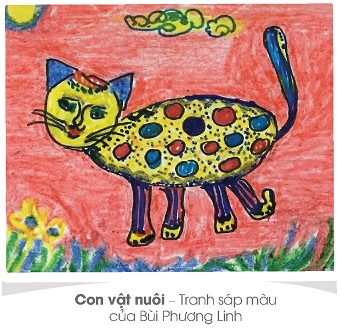 Con vật nuôi – Tranh sáp màu
của Bùi Phương Linh